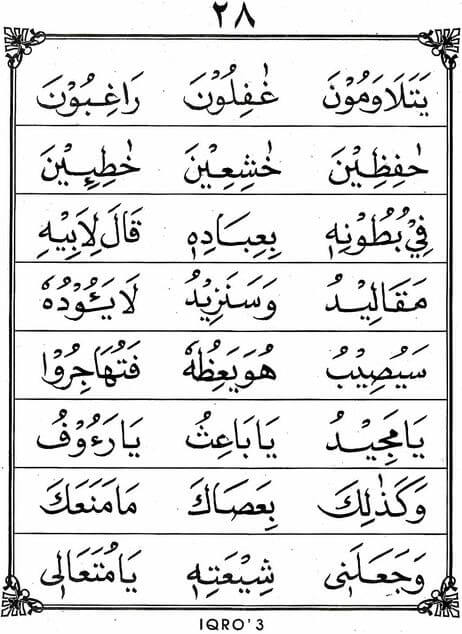 ٢٨
يَتَلَاوَمُوْنَ غٰفِلُوْنَ رَاغِبُوْنَ
حٰفِظِيْنَ خٰشِعِيْنَ خٰطِئِيْنَ
فِيْ بُطُوْنِهٖ بِعِبَادِهٖ قَالَ لِاَبِيْهِ
مَقَالِيْدُ وَسَنَزِيْدُ لَا يَـُٔوْدُهٗ
سَيُصِيْبُ هُوَ يَعِظُهٗ فَتُهَاجِرُوْا
يَا مَجِيْدُ يَا بَاعِثُ يَا رَءُوْفُ
وَكَذٰلِكَ بِعَصَاكَ مَا مَنَعَكَ
وَجَعَلَنِى شِيْعَتِهٖ يَا مُتَعَالِى
IQRO'3